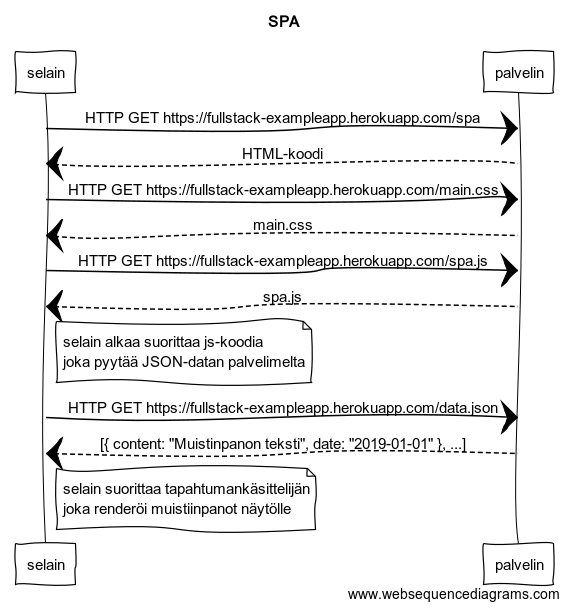 SPA
selain
palvelin
HTTP GET https://fullstack-exampleapp.herokuapp.com/spa
HTML-koodi
HTTP GET https://fullstack-exampleapp.herokuapp.com/main.css
main.css
HTTP GET https://fullstack-exampleapp.herokuapp.com/spa.js
spa.js
selain alkaa suorittaa js-koodia
joka pyytää JSON-datan palvelimelta
HTTP GET https://fullstack-exampleapp.herokuapp.com/data.json
[{ content: "Muistinpanon teksti", date: "2019-01-01" }, ...]
selain suorittaa tapahtumankäsittelijän
joka renderöi muistiinpanot näytölle
selain
palvelin
www.websequencediagrams.com